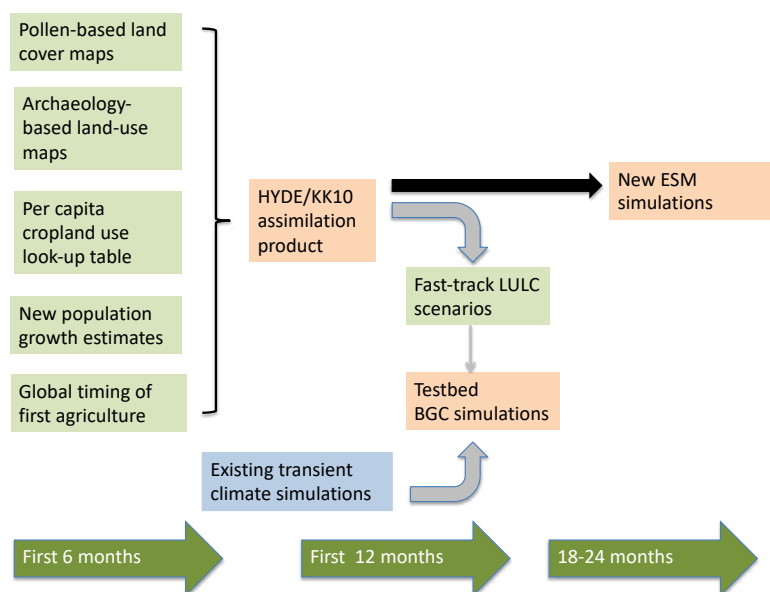 Pollen-based land
cover maps
Archaeology-
based land-use
maps
Per capita
cropland use
look-up table
New population
growth estimates
Global timing of
first agriculture
HYDE/KK10
assimilation
product
New ESM
simulations
Fast-track LULC
scenarios
Testbed
BGC simulations
Existing transient
climate simulations
First 6 months
First 12 months
18-24 months